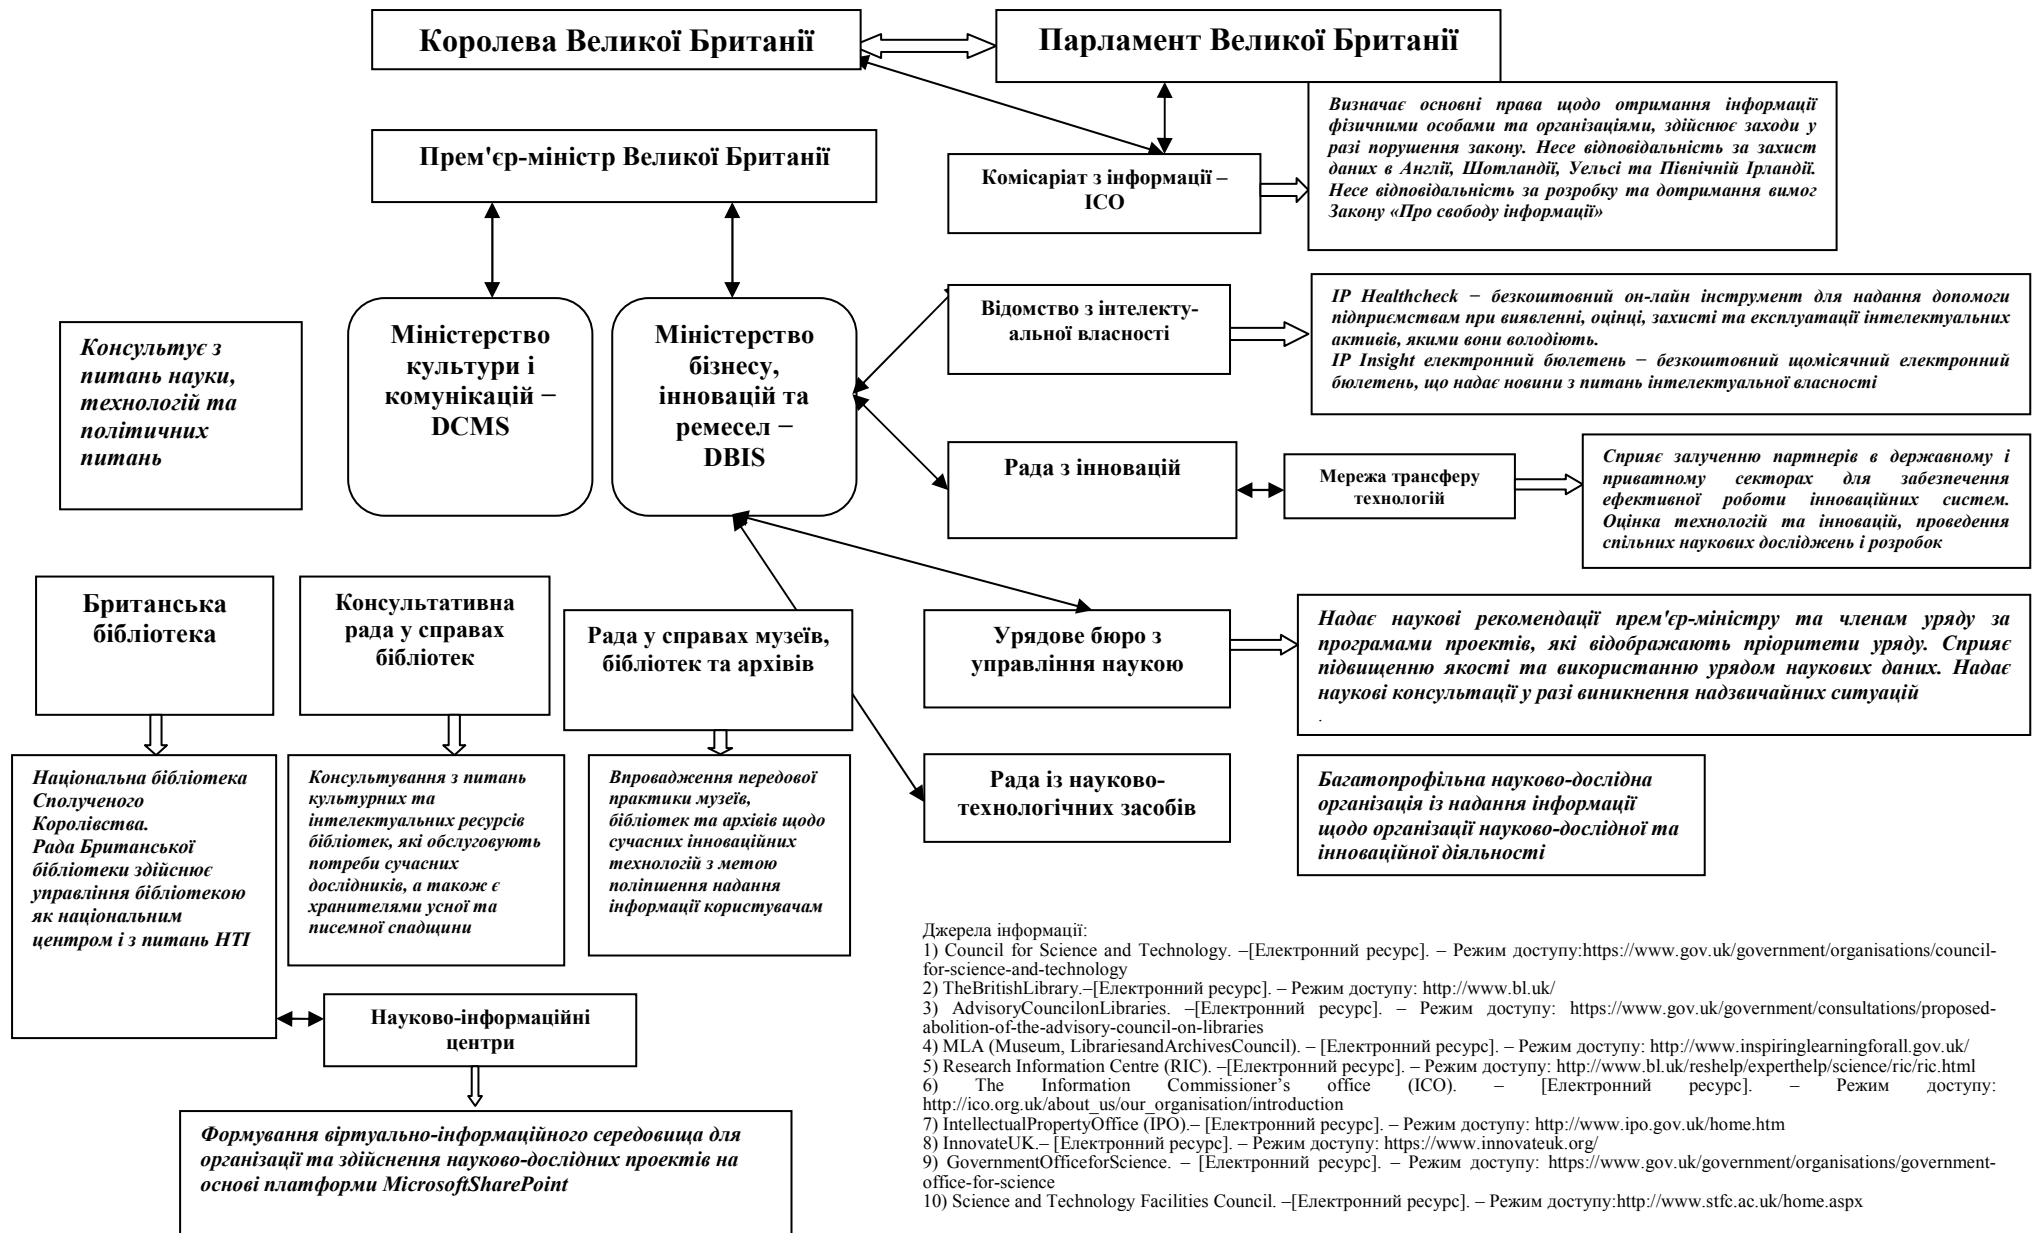 Королева Великої Британії
Парламент Великої Британії
Прем'єр-міністр Великої Британії
Комісаріат з інформації –
ICO
Визначає основні права щодо отримання інформації
фізичними особами та організаціями, здійснює заходи у
разі порушення закону. Несе відповідальність за захист
даних в Англії, Шотландії, Уельсі та Північній Ірландії.
Несе відповідальність за розробку та дотримання вимог
Закону «Про свободу інформації»
Консультує з
питань науки,
технологій та
політичних
питань
Міністерство
культури і
комунікацій –
DCMS
Міністерство
бізнесу,
інновацій та
ремесел –
DBIS
Відомство з інтелекту-
альної власності
IP Healthcheck – безкоштовний он-лайн інструмент для надання допомоги
підприємствам при виявленні, оцінці, захисті та експлуатації інтелектуальних
активів, якими вони володіють.
IP Insight електронний бюлетень – безкоштовний щомісячний електронний
бюлетень, що надає новини з питань інтелектуальної власності
Рада з інновацій
Мережа трансферу
технологій
Сприяє залученню партнерів в державному і
приватному секторах для забезпечення
ефективної роботи інноваційних систем.
Оцінка технологій та інновацій, проведення
спільних наукових досліджень і розробок
Британська
бібліотека
Консультативна
рада у справах
бібліотек
Рада у справах музеїв,
бібліотек та архівів
Урядове бюро з
управління наукою
Надає наукові рекомендації прем'єр-міністру та членам уряду за
програмами проектів, які відображають пріоритети уряду. Сприяє
підвищенню якості та використанню урядом наукових даних. Надає
наукові консультації у разі виникнення надзвичайних ситуацій
.
Національна бібліотека
Сполученого
Королівства.
Рада Британської
бібліотеки здійснює
управління бібліотекою
як національним
центром і з питань НТІ
Консультування з питань
культурних та
інтелектуальних ресурсів
бібліотек, які обслуговують
потреби сучасних
дослідників, а також є
хранителями усної та
писемної спадщини
Впровадження передової
практики музеїв,
бібліотек та архівів щодо
сучасних інноваційних
технологій з метою
поліпшення надання
інформації користувачам
Рада із науково-
технологічних засобів
Багатопрофільна науково-дослідна
організація із надання інформації
щодо організації науково-дослідної та
інноваційної діяльності
Науково-інформаційні
центри
Формування віртуально-інформаційного середовища для
організації та здійснення науково-дослідних проектів на
основі платформи MicrosoftSharePoint
Джерела інформації:
1) Council for Science and Technology. –[Електронний ресурс]. – Режим доступу:https://www.gov.uk/government/organisations/council-
for-science-and-technology
2) TheBritishLibrary.–[Електронний ресурс]. – Режим доступу: http://www.bl.uk/
3) AdvisoryCouncilonLibraries. –[Електронний ресурс]. – Режим доступу: https://www.gov.uk/government/consultations/proposed-
abolition-of-the-advisory-council-on-libraries
4) MLA (Museum, LibrariesandArchivesCouncil). – [Електронний ресурс]. – Режим доступу: http://www.inspiringlearningforall.gov.uk/
5) Research Information Centre (RIC). –[Електронний ресурс]. – Режим доступу: http://www.bl.uk/reshelp/experthelp/science/ric/ric.html
6) The Information Commissioner’s office (ICO). – [Електронний ресурс]. – Режим доступу:
http://ico.org.uk/about_us/our_organisation/introduction
7) IntellectualPropertyOffice (IPO).– [Електронний ресурс]. – Режим доступу: http://www.ipo.gov.uk/home.htm
8) InnovateUK.– [Електронний ресурс]. – Режим доступу: https://www.innovateuk.org/
9) GovernmentOfficeforScience. – [Електронний ресурс]. – Режим доступу: https://www.gov.uk/government/organisations/government-
office-for-science
10) Science and Technology Facilities Council. –[Електронний ресурс]. – Режим доступу:http://www.stfc.ac.uk/home.aspx